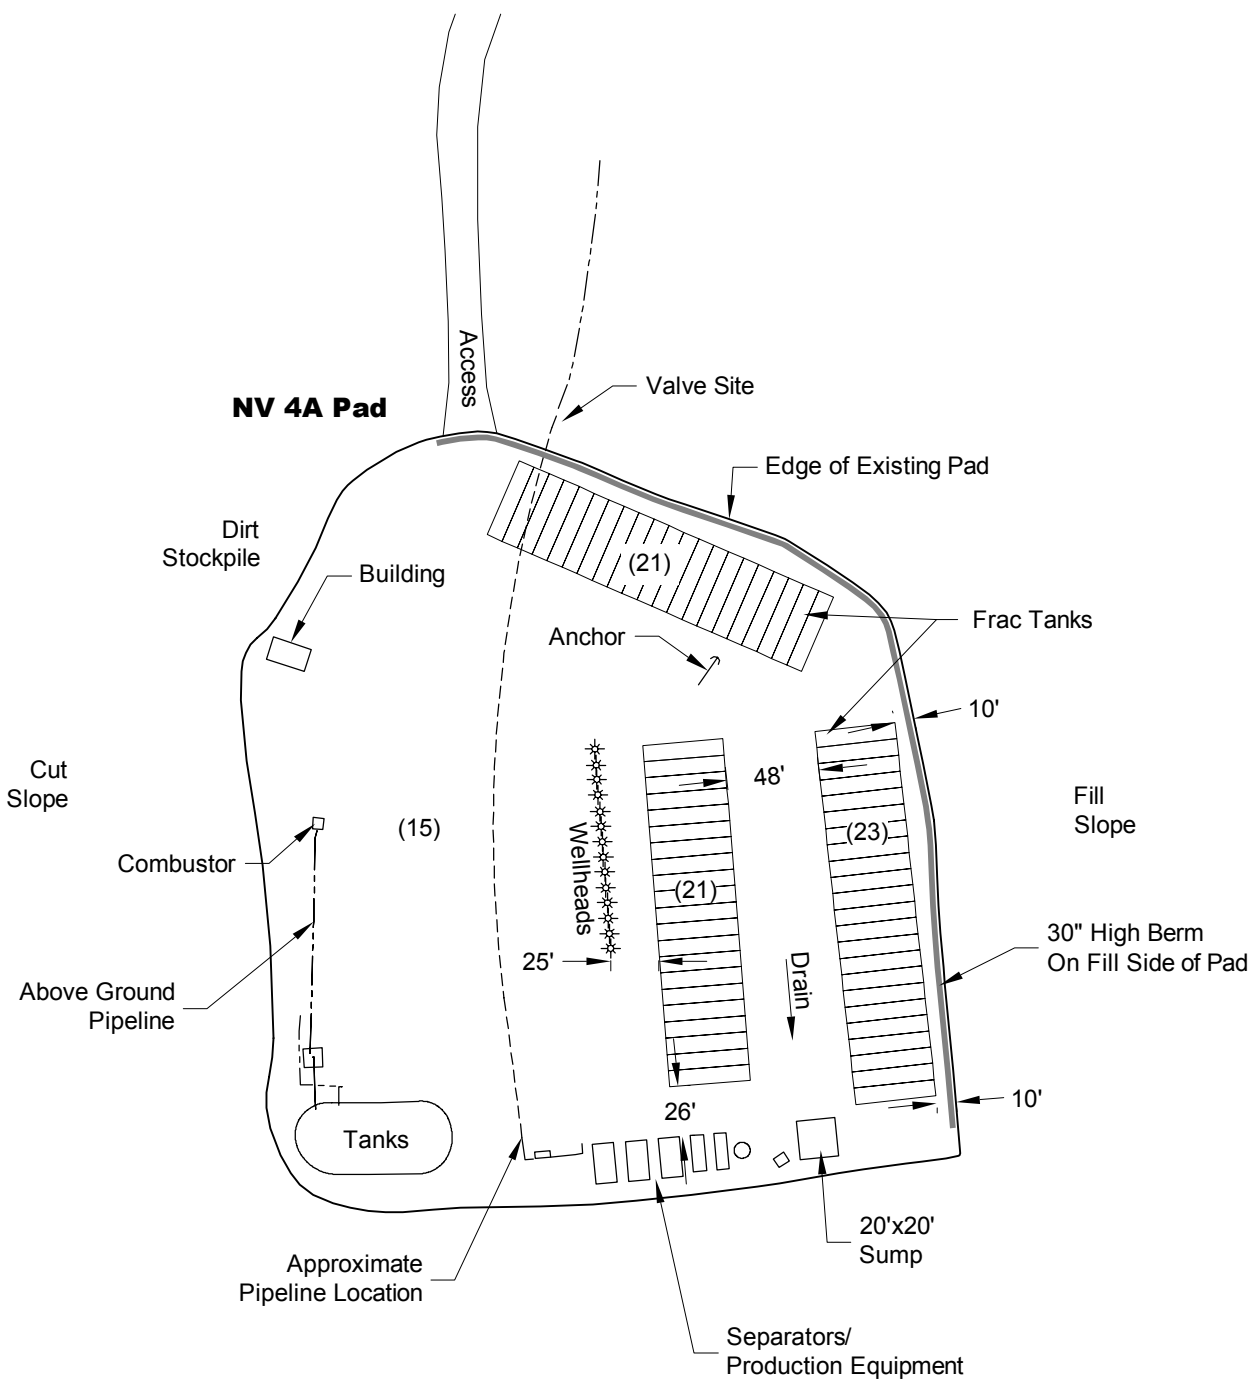 Access
Valve Site
NV 4A Pad
Edge of Existing Pad
Dirt
Stockpile
(21)
Building
Frac Tanks
Anchor
10'
Cut
Slope
48'
Fill
Slope
(15)
(23)
Combustor
Wellheads
(21)
30" High Berm
On Fill Side of Pad
25'
Drain
Above Ground
Pipeline
26'
10'
Tanks
20'x20'
Sump
Approximate
Pipeline Location
Separators/
Production Equipment